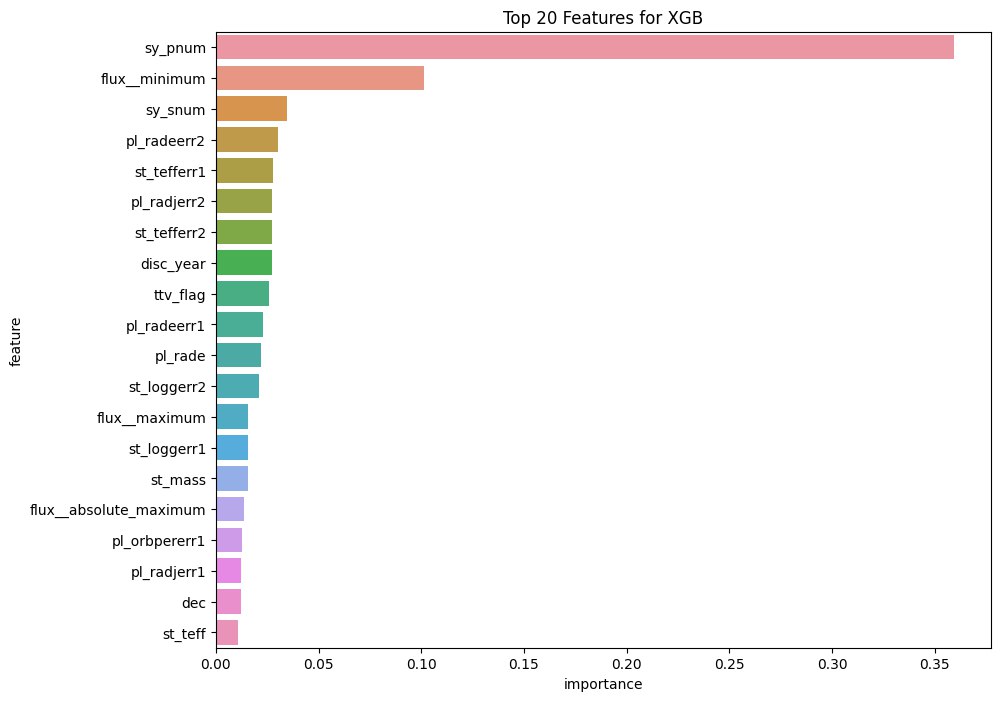 Top 20 Features for XGB
feature
sy_pnum
flux__minimum
sy_snum
pl_radeerr2
st_tefferr1
pl_radjerr2
st_tefferr2
disc_year
ttv_flag
pl_radeerr1
pl_rade
st_loggerr2
flux__maximum
st_loggerr1
st_mass
flux__absolute_maximum
pl_orbpererr1
pl_radjerr1
dec
st_teff
0.00 0.05 0.10 0.15 0.20 0.25 0.30 0.35
importance